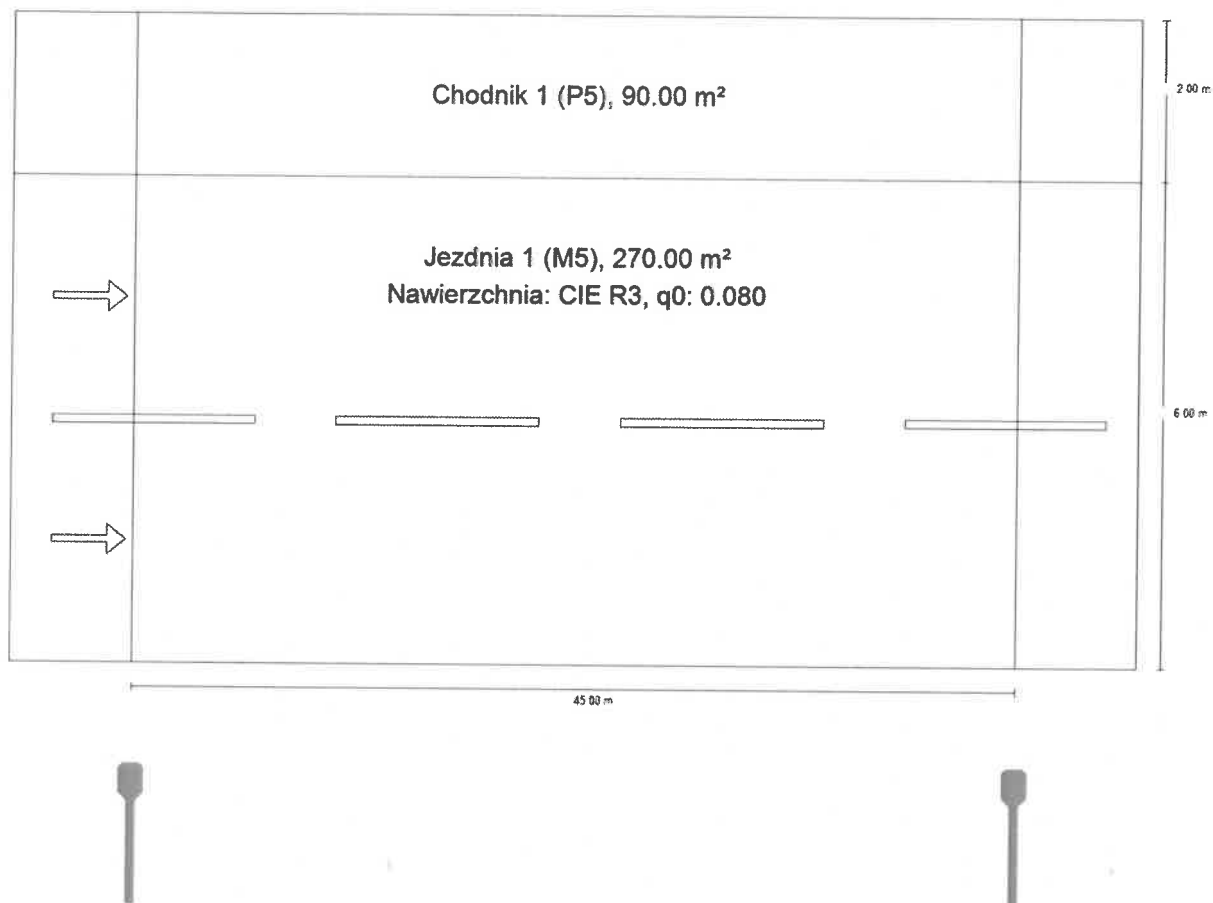 Chodnik 1 (P5), 90.00 m²
2.00 m
Jezdnia 1 (M5), 270.00 m²
Nawierzchnia: CIE R3, q0: 0.080
6.00 m
45.00 m